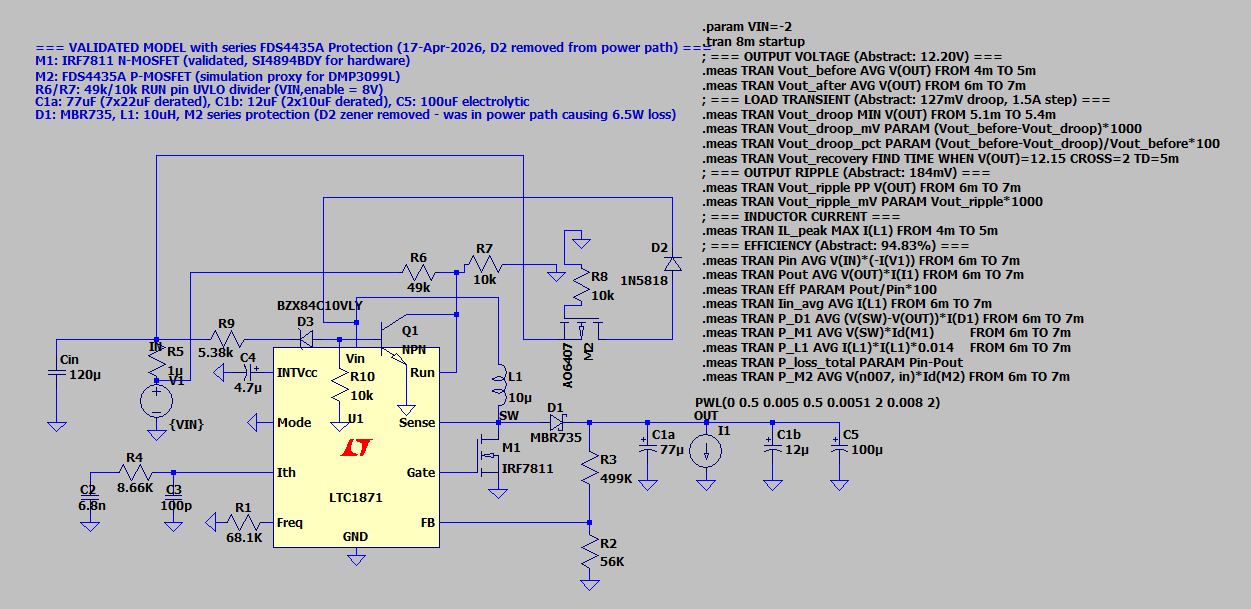 .param VIN=-2
.tran 8m startup
=== VALIDATED MODEL with series FDS4435A Protection (17-Apr-2026, D2 removed from power path) ===
M1: IRF7811 N-MOSFET (validated, SI4894BDY for hardware)
M2: FDS4435A P-MOSFET (simulation proxy for DMP3099L)
R6/R7: 49k/10k RUN pin UVLO divider (VIN,enable = 8V)
C1a: 77uF (7x22uF derated), C1b: 12uF (2x10uF derated), C5: 100uF electrolytic
D1: MBR735, L1: 10uH, M2 series protection (D2 zener removed - was in power path causing 6.5W loss)
; === OUTPUT VOLTAGE (Abstract: 12.20V) ===
.meas TRAN Vout_before AVG V(OUT) FROM 4m TO 5m
.meas TRAN Vout_after AVG V(OUT) FROM 6m TO 7m
; === LOAD TRANSIENT (Abstract: 127mV droop, 1.5A step) ===
.meas TRAN Vout_droop MIN V(OUT) FROM 5.1m TO 5.4m
.meas TRAN Vout_droop_mV PARAM (Vout_before-Vout_droop)*1000
.meas TRAN Vout_droop_pct PARAM (Vout_before-Vout_droop)/Vout_before*100
.meas TRAN Vout_recovery FIND TIME WHEN V(OUT)=12.15 CROSS=2 TD=5m
; === OUTPUT RIPPLE (Abstract: 184mV) ===
.meas TRAN Vout_ripple PP V(OUT) FROM 6m TO 7m
.meas TRAN Vout_ripple_mV PARAM Vout_ripple*1000
; === INDUCTOR CURRENT ===
.meas TRAN IL_peak MAX I(L1) FROM 4m TO 5m
; === EFFICIENCY (Abstract: 94.83%) ===
.meas TRAN Pin AVG V(IN)*(-I(V1)) FROM 6m TO 7m
.meas TRAN Pout AVG V(OUT)*I(I1) FROM 6m TO 7m
.meas TRAN Eff PARAM Pout/Pin*100
.meas TRAN Iin_avg AVG I(L1) FROM 6m TO 7m
.meas TRAN P_D1 AVG (V(SW)-V(OUT))*I(D1) FROM 6m TO 7m
.meas TRAN P_M1 AVG V(SW)*Id(M1) FROM 6m TO 7m
.meas TRAN P_L1 AVG I(L1)*I(L1)*0.014 FROM 6m TO 7m
.meas TRAN P_loss_total PARAM Pin-Pout
.meas TRAN P_M2 AVG V(n007, in)*Id(M2) FROM 6m TO 7m
PWL(0 0.5 0.005 0.5 0.0051 2 0.008 2)
R6
49k
R7
10k
R8
10k
D2
1N5818
AO6407
M2
BZX84C10VLY
D3
R9
5.38k
Q1
NPN
IN
R5
1µ
V1
{VIN}
Cin
120µ
C4
4.7µ
R10
10k
L1
10µ
INTVcc
Vin
Run
Mode
U1
Sense
Ith
Gate
LTC1871
Freq
FB
GND
SW
D1
MBR735
M1
IRF7811
OUT
I1
C1a
77µ
C1b
12µ
C5
100µ
R3
499K
R2
56K
R4
8.66K
C2
6.8n
C3
100p
R1
68.1K